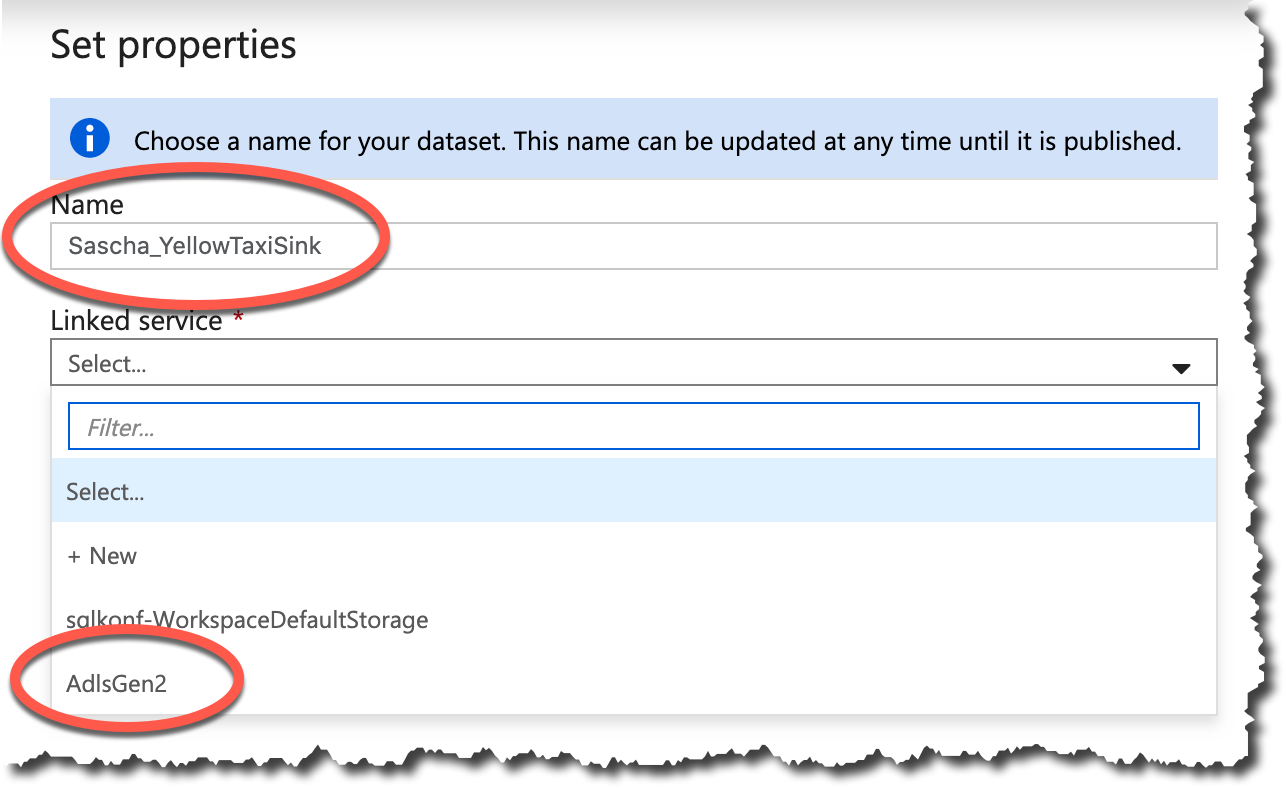 Set properties
Choose a name for your dataset. This name can be updated at any time until it is published.
Name
Sascha_YellowTaxiSink
Linked service *
Select...
Filter...
Select...
+ New
sqlkonf-WorkspaceDefaultStorage
AdlsGen2